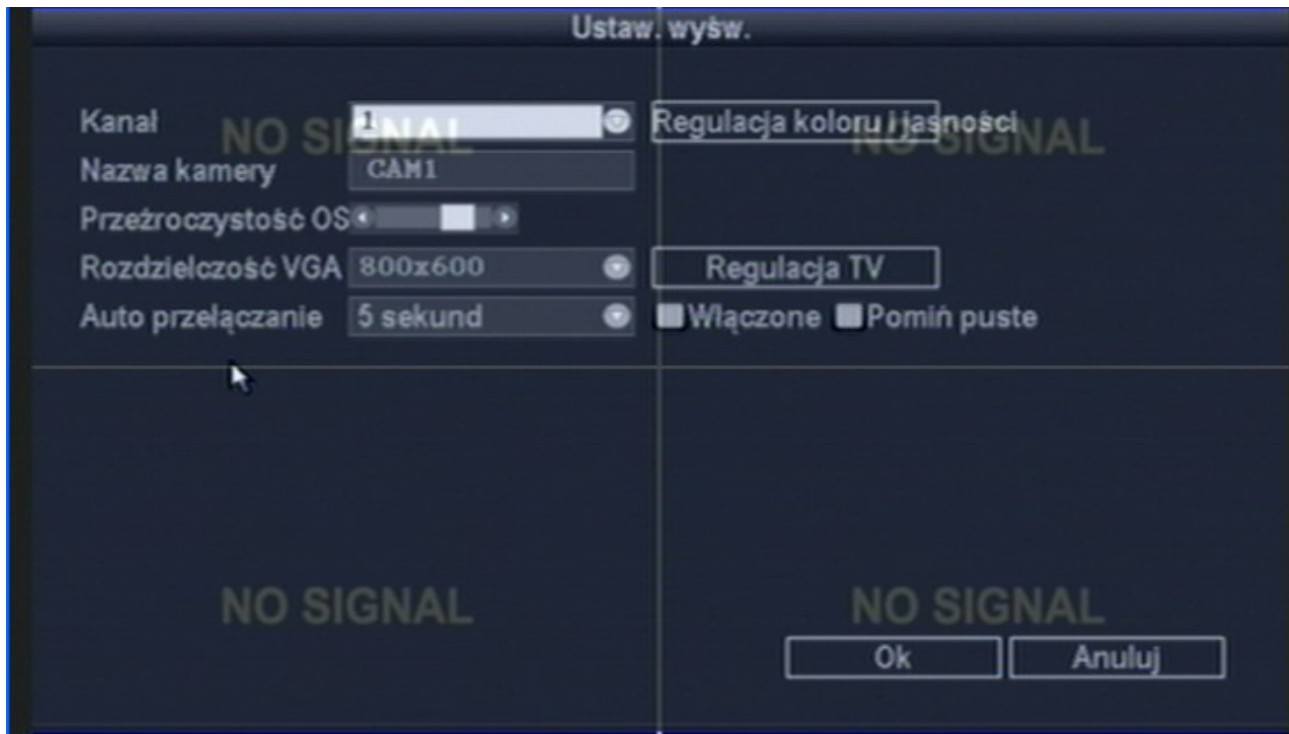 Ustaw. wyśw.
Kanał 1 Regulacja koloru i jasności
NO SIGNAL NO SIGNAL
Nazwa kamery CAM1
Przeźroczystość OS
Rozdzielczość VGA 800x600 Regulacja TV
Auto przełączanie 5 sekund Włączone Pomiń puste
NO SIGNAL NO SIGNAL
Ok Anuluj